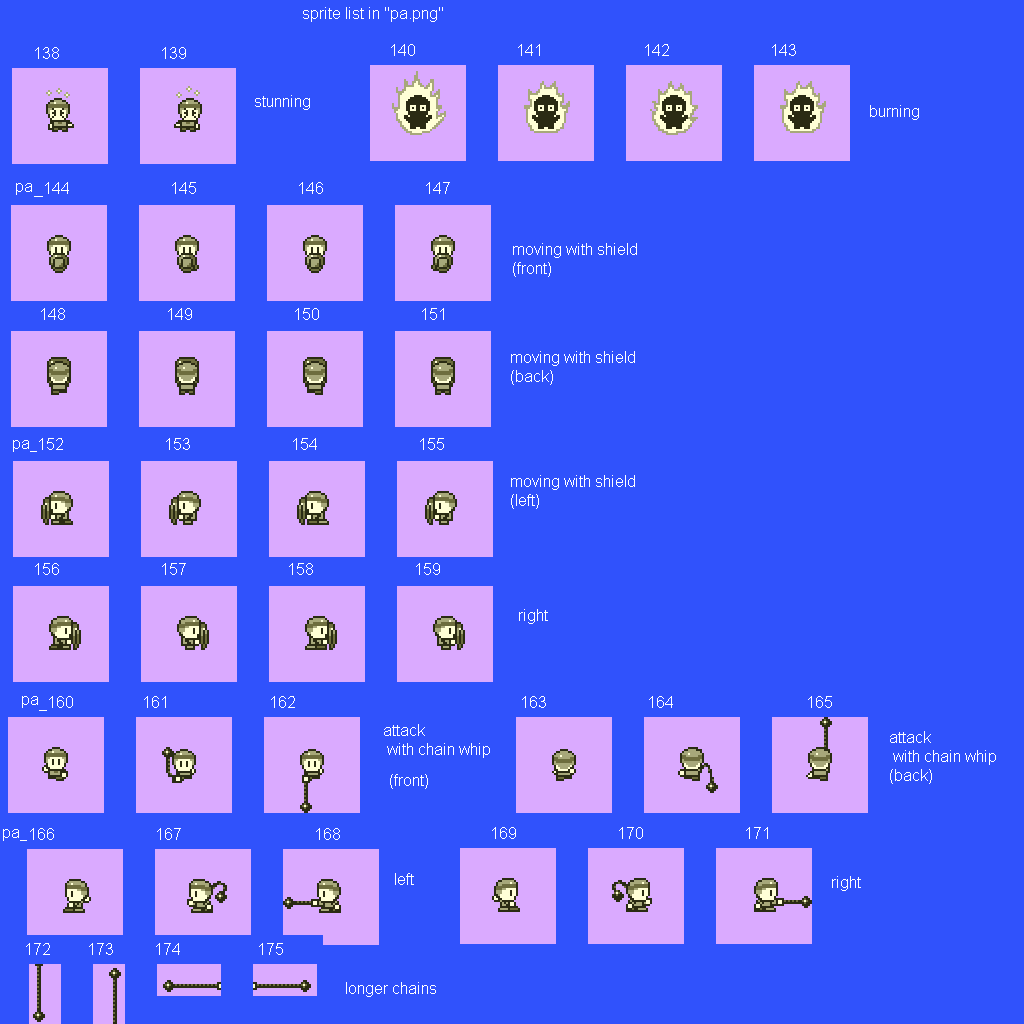 sprite list in "pa.png"
138 139 140 141 142 143
stunning
burning
pa_144 145 146 147
moving with shield
(front)
148 149 150 151
moving with shield
(back)
pa_152 153 154 155
moving with shield
(left)
156 157 158 159
right
pa_160 161 162 163 164 165
attack
with chain whip
(front)
attack
with chain whip
(back)
pa_166 167 168 169 170 171
left
right
172 173 174 175
longer chains